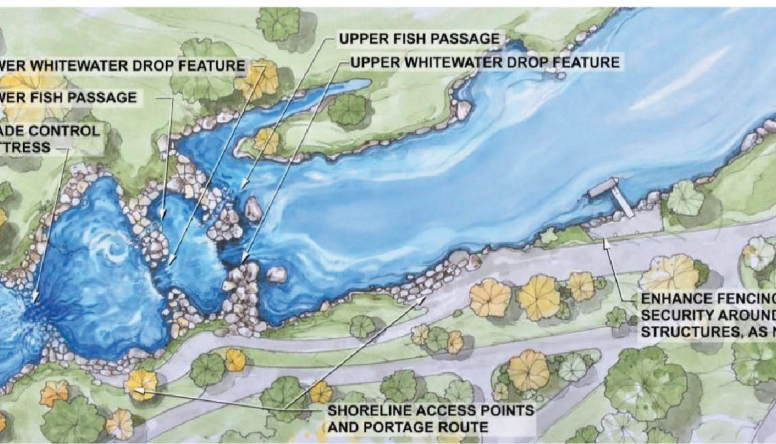 UPPER FISH PASSAGE
WER WHITEWATER DROP FEATURE
UPPER WHITEWATER DROP FEATURE
WER FISH PASSAGE
ADE CONTROL
TTRESS
ENHANCE FENCING
SECURITY AROUND
STRUCTURES, AS N
SHORELINE ACCESS POINTS
AND PORTAGE ROUTE